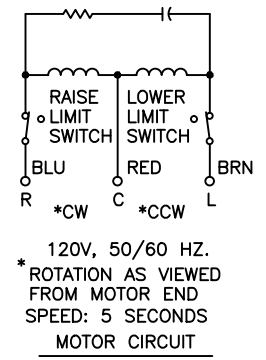 RAISE LOWER
LIMIT LIMIT
SWITCH SWITCH
BLU RED BRN
R C L
*CW *CCW
120V, 50/60 HZ.
* ROTATION AS VIEWED
FROM MOTOR END
SPEED: 5 SECONDS
MOTOR CIRCUIT